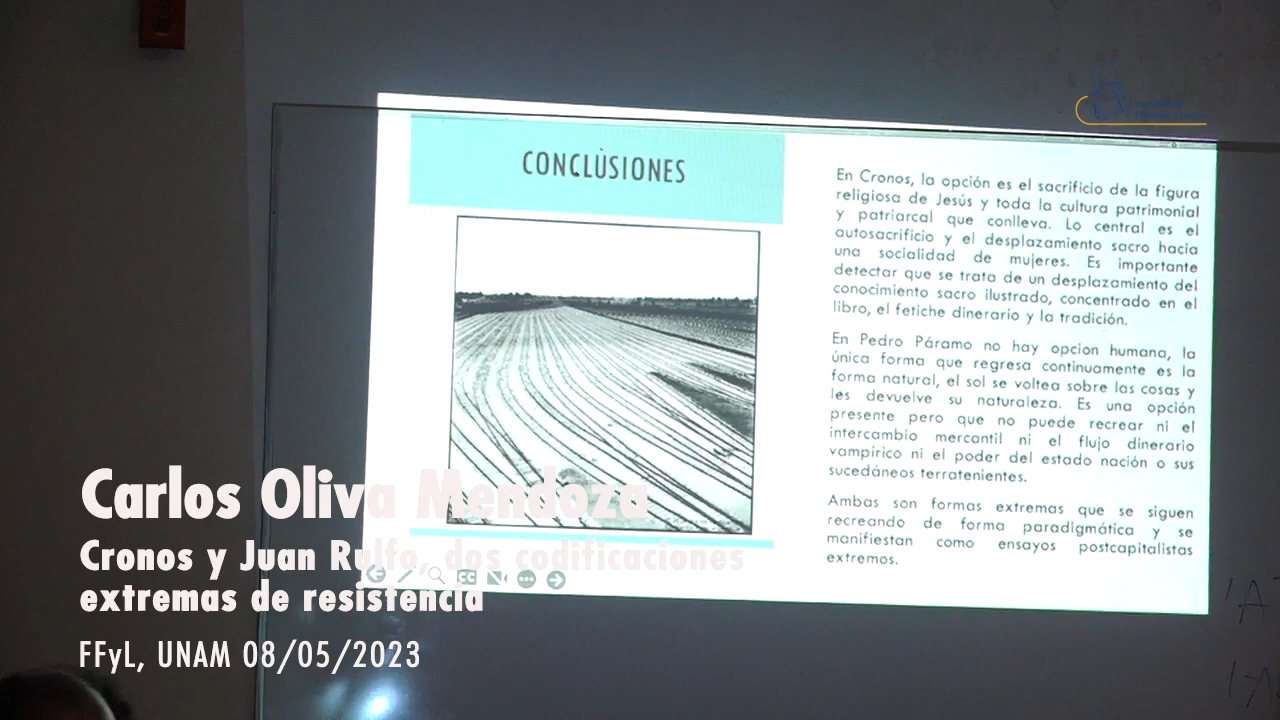 CONCLÙSIONES
En Cronos, la opción es el sacrificio de la figura
religiosa de Jesús y toda la cultura patrimonial
y patriarcal que conlleva. Lo central es el
autosacrificio y el desplazamiento sacro hacia
una socialidad de mujeres. Es importante
detectar que se trata de un desplazamiento del
conocimiento sacro ilustrado, concentrado en el
libro, el fetiche dinerario y la tradición.
En Pedro Páramo no hay opcion humana, la
única forma que regresa continuamente es la
forma natural, el sol se voltea sobre las cosas y
les devuelve su naturaleza. Es una opción
presente pero que no puede recrear ni el
intercambio mercantil ni el flujo dinerario
vampírico ni el poder del estado nación o sus
sucedáneos terratenientes.
Ambas son formas extremas que se siguen
recreando de forma paradigmática y se
manifiestan como ensayos postcapitalistas
extremos.
CC
Carlos Oliva Mendoza
Cronos y Juan Rulfo, dos codificaciones
extremas de resistencia
FFyL, UNAM 08/05/2023